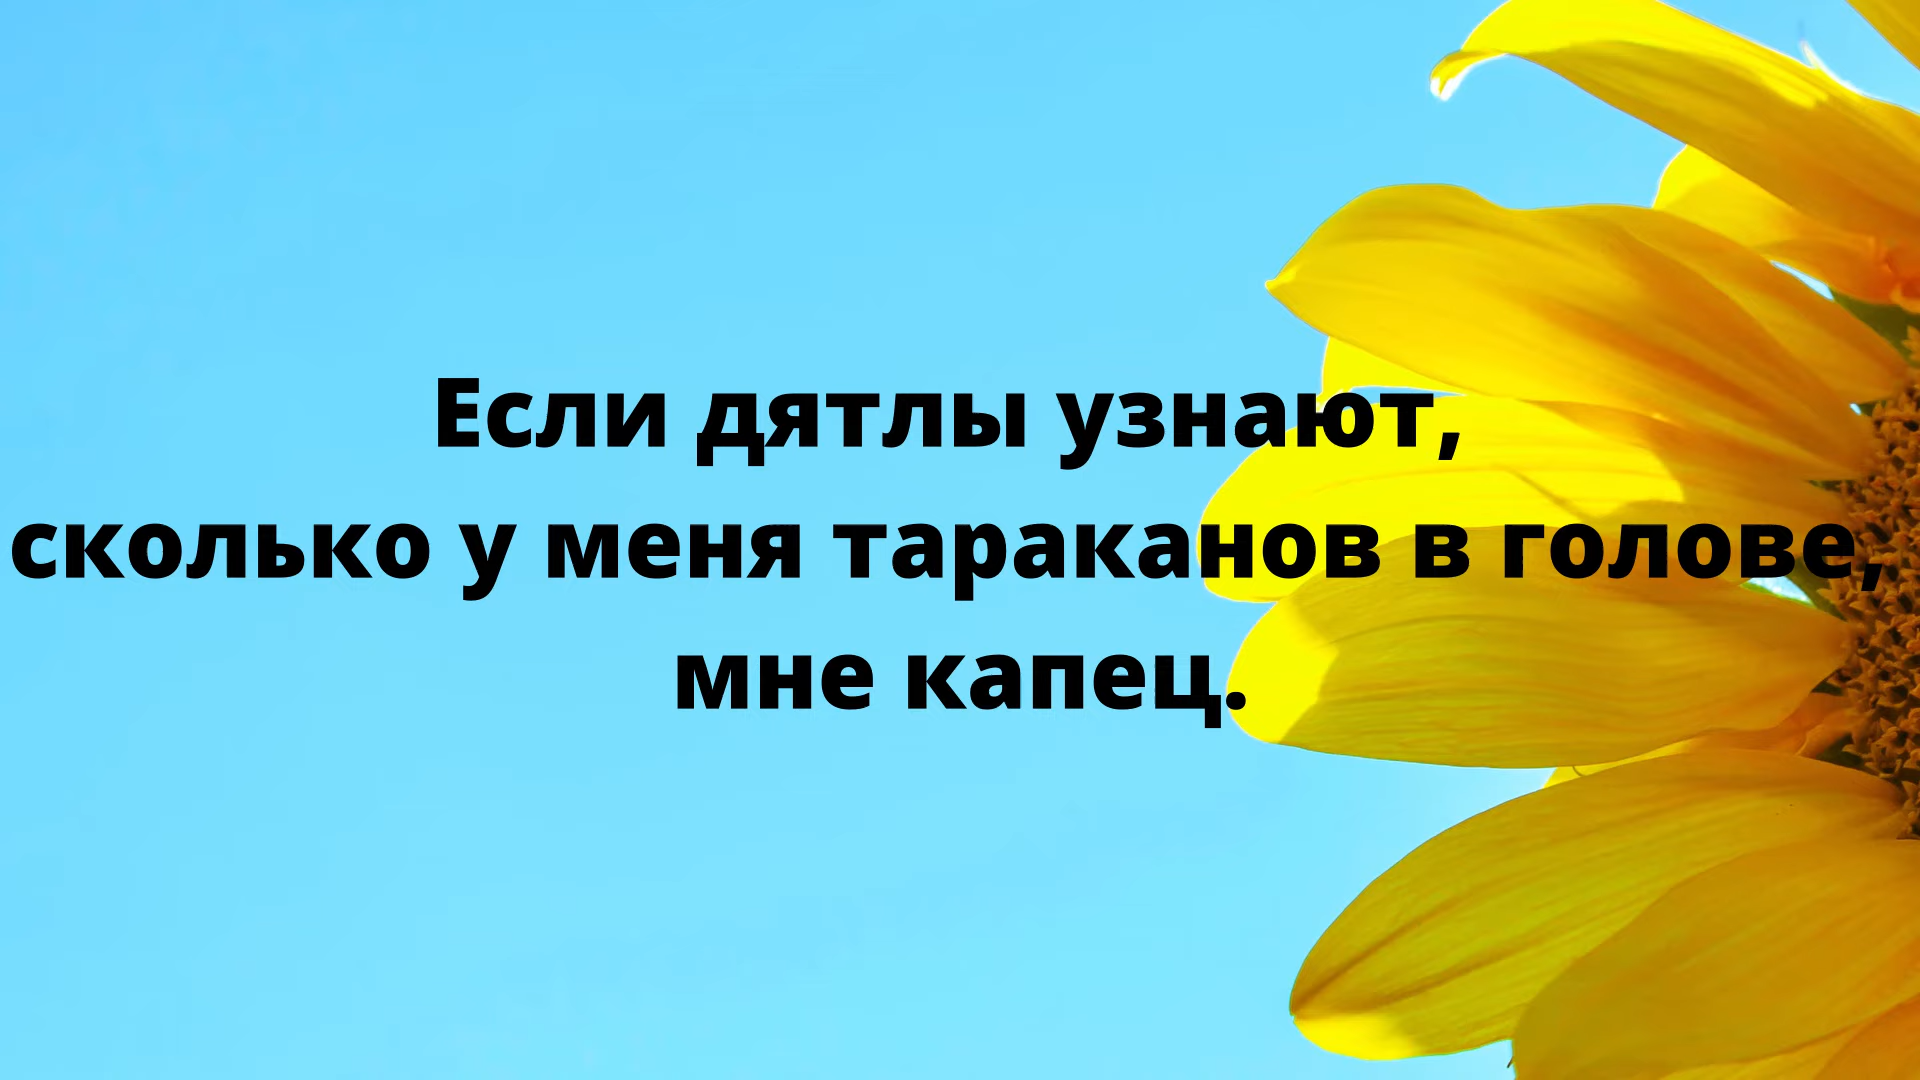 Если дятлы узнают,
сколько у меня тараканов в голове,
мне капец.